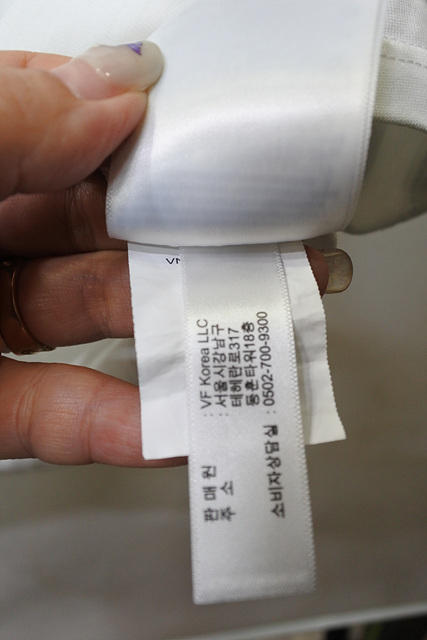 판 매 원 : VF Korea LLC
주 소 : 서울시강남구
테헤란로317
동훈타워18층
소비자상담실 : 0502-700-9300